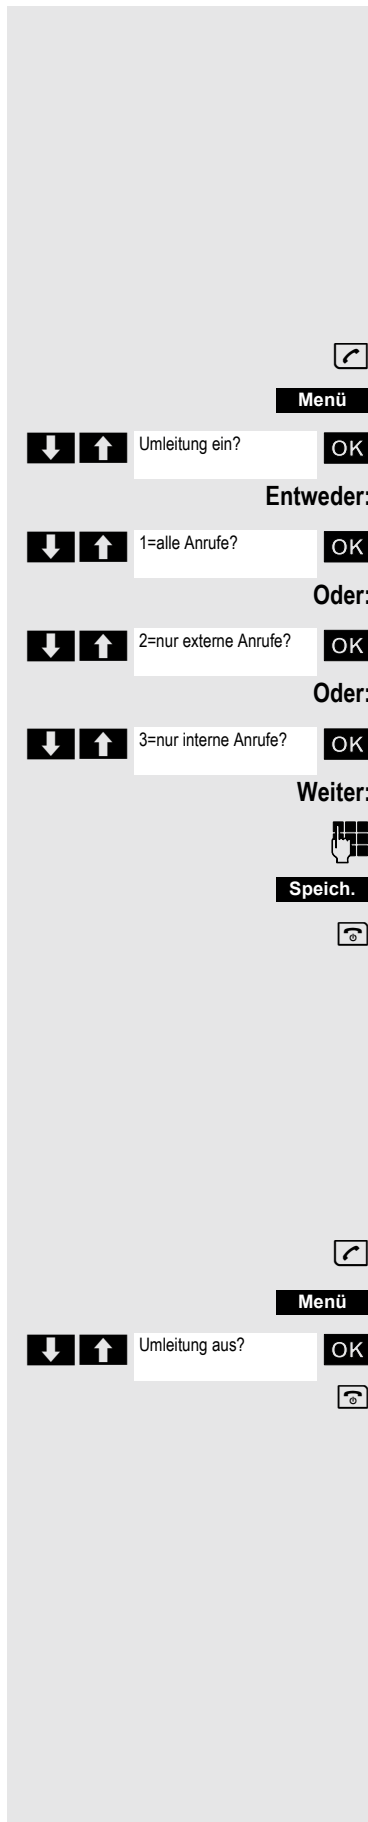 Menü
Umleitung ein? OK
Entweder:
1=alle Anrufe? OK
Oder:
2=nur externe Anrufe? OK
Oder:
3=nur interne Anrufe? OK
Weiter:
Speich.
Menü
Umleitung aus? OK